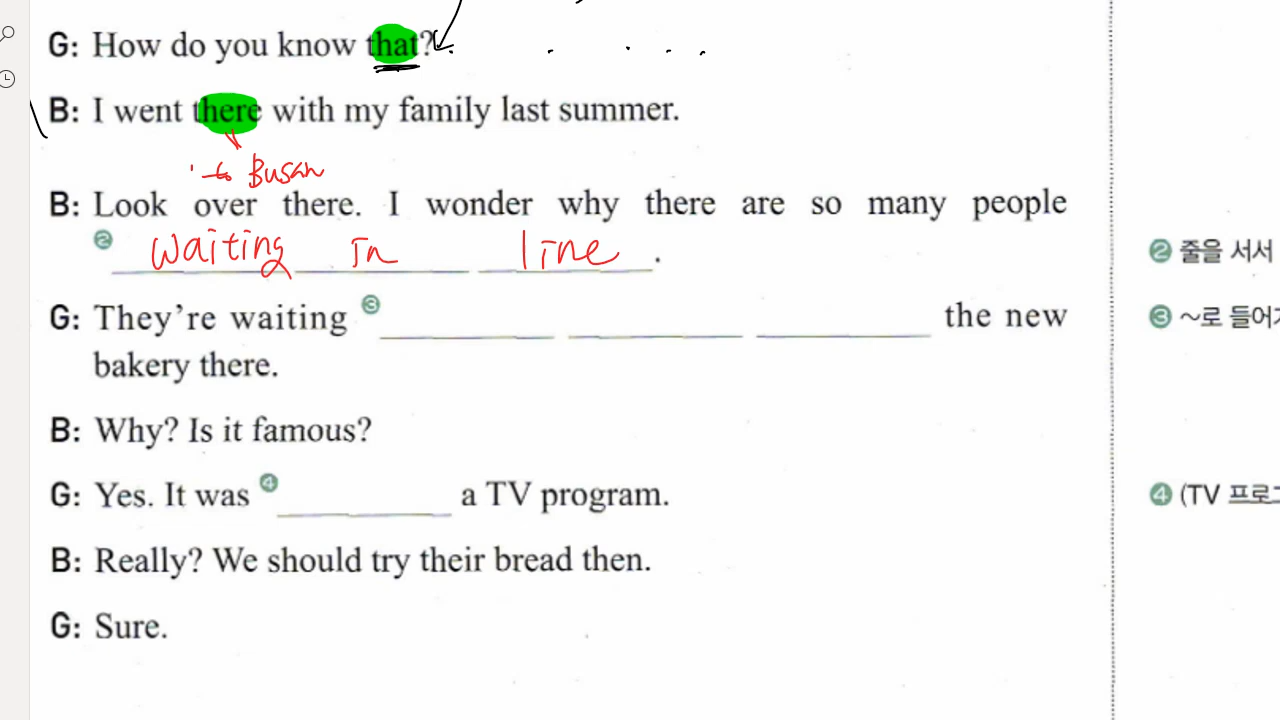 G: How do you know that?
B: I went there with my family last summer.
to Busan
B: Look over there. I wonder why there are so many people
② waiting in line . ② 줄을 서서
G: They're waiting ③ the new ③ ~로 들어가
bakery there.
B: Why? Is it famous?
G: Yes. It was ④ a TV program. ④ (TV 프로그
B: Really? We should try their bread then.
G: Sure.